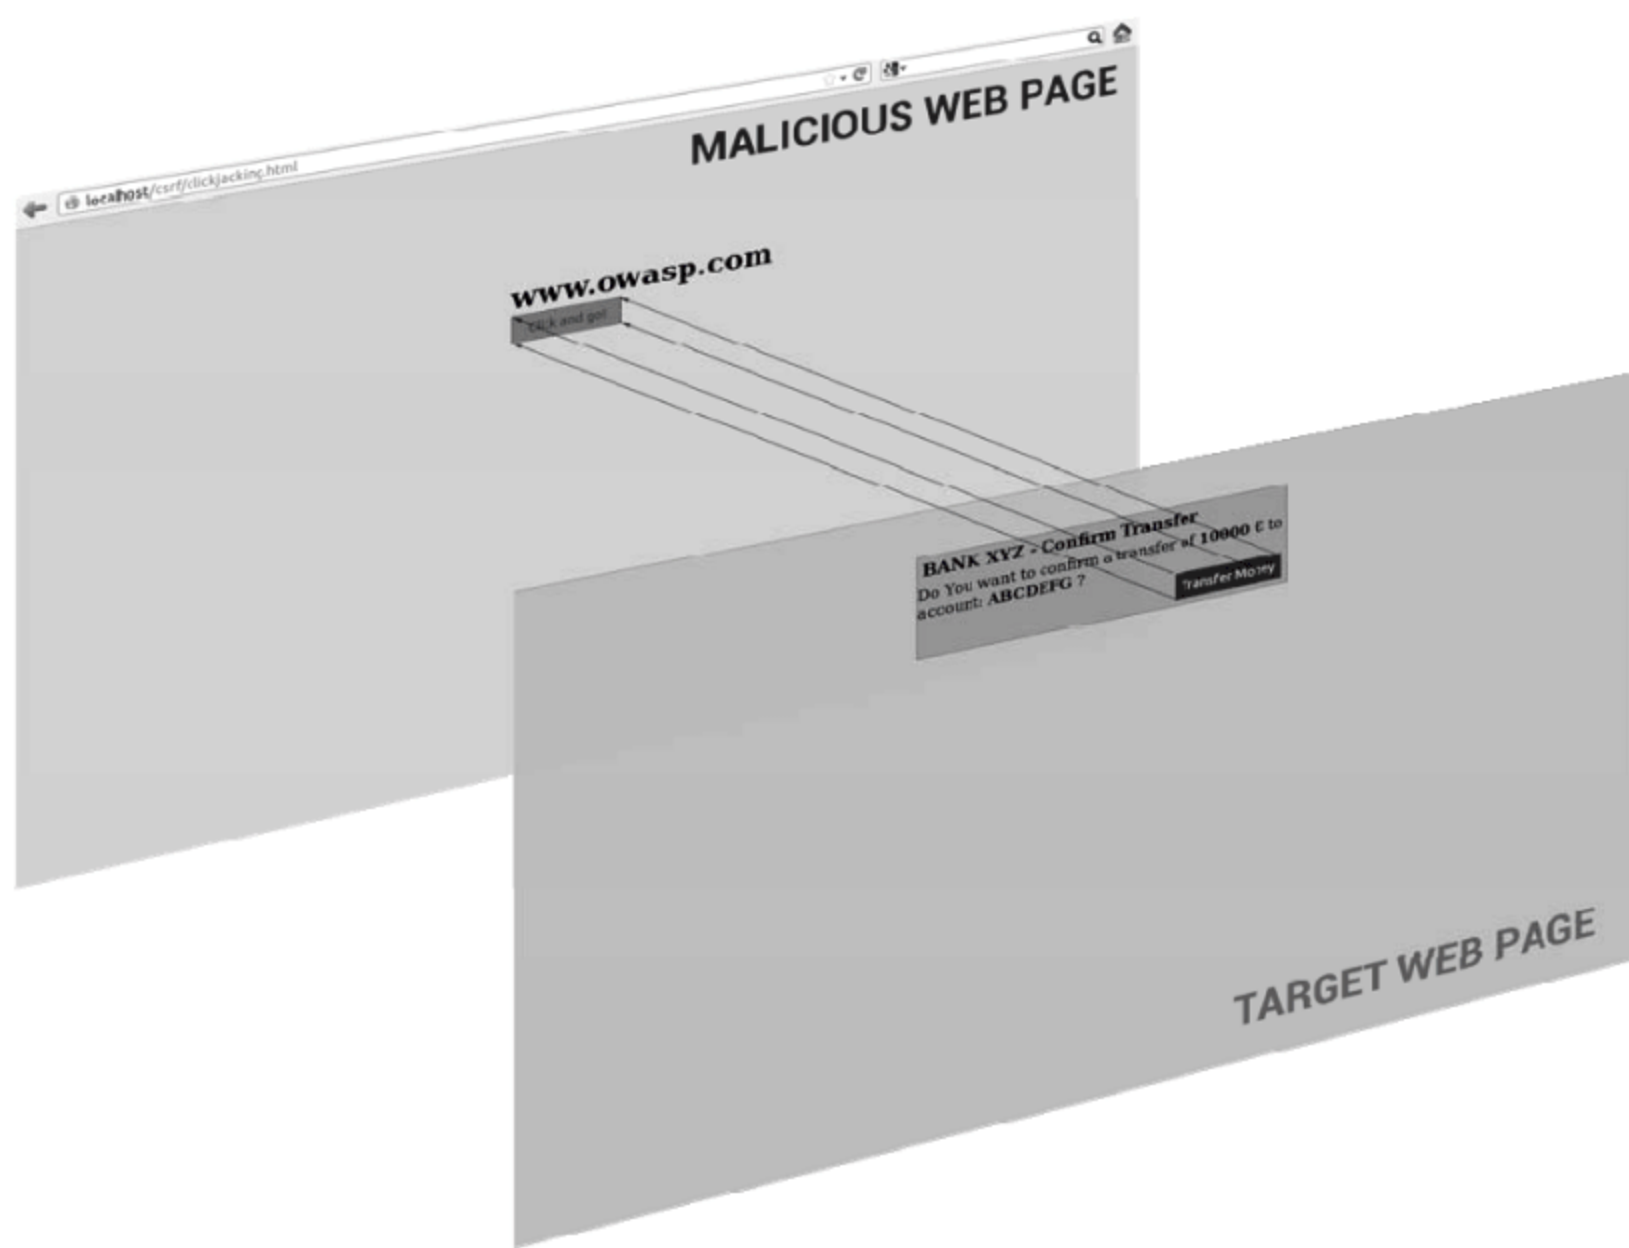 localhost/csrf/clickjacking.html
MALICIOUS WEB PAGE
www.owasp.com
Click and go!
BANK XYZ - Confirm Transfer
Do You want to confirm a transfer of 10000 € to
account: ABCDEFG ?
Transfer Money
TARGET WEB PAGE